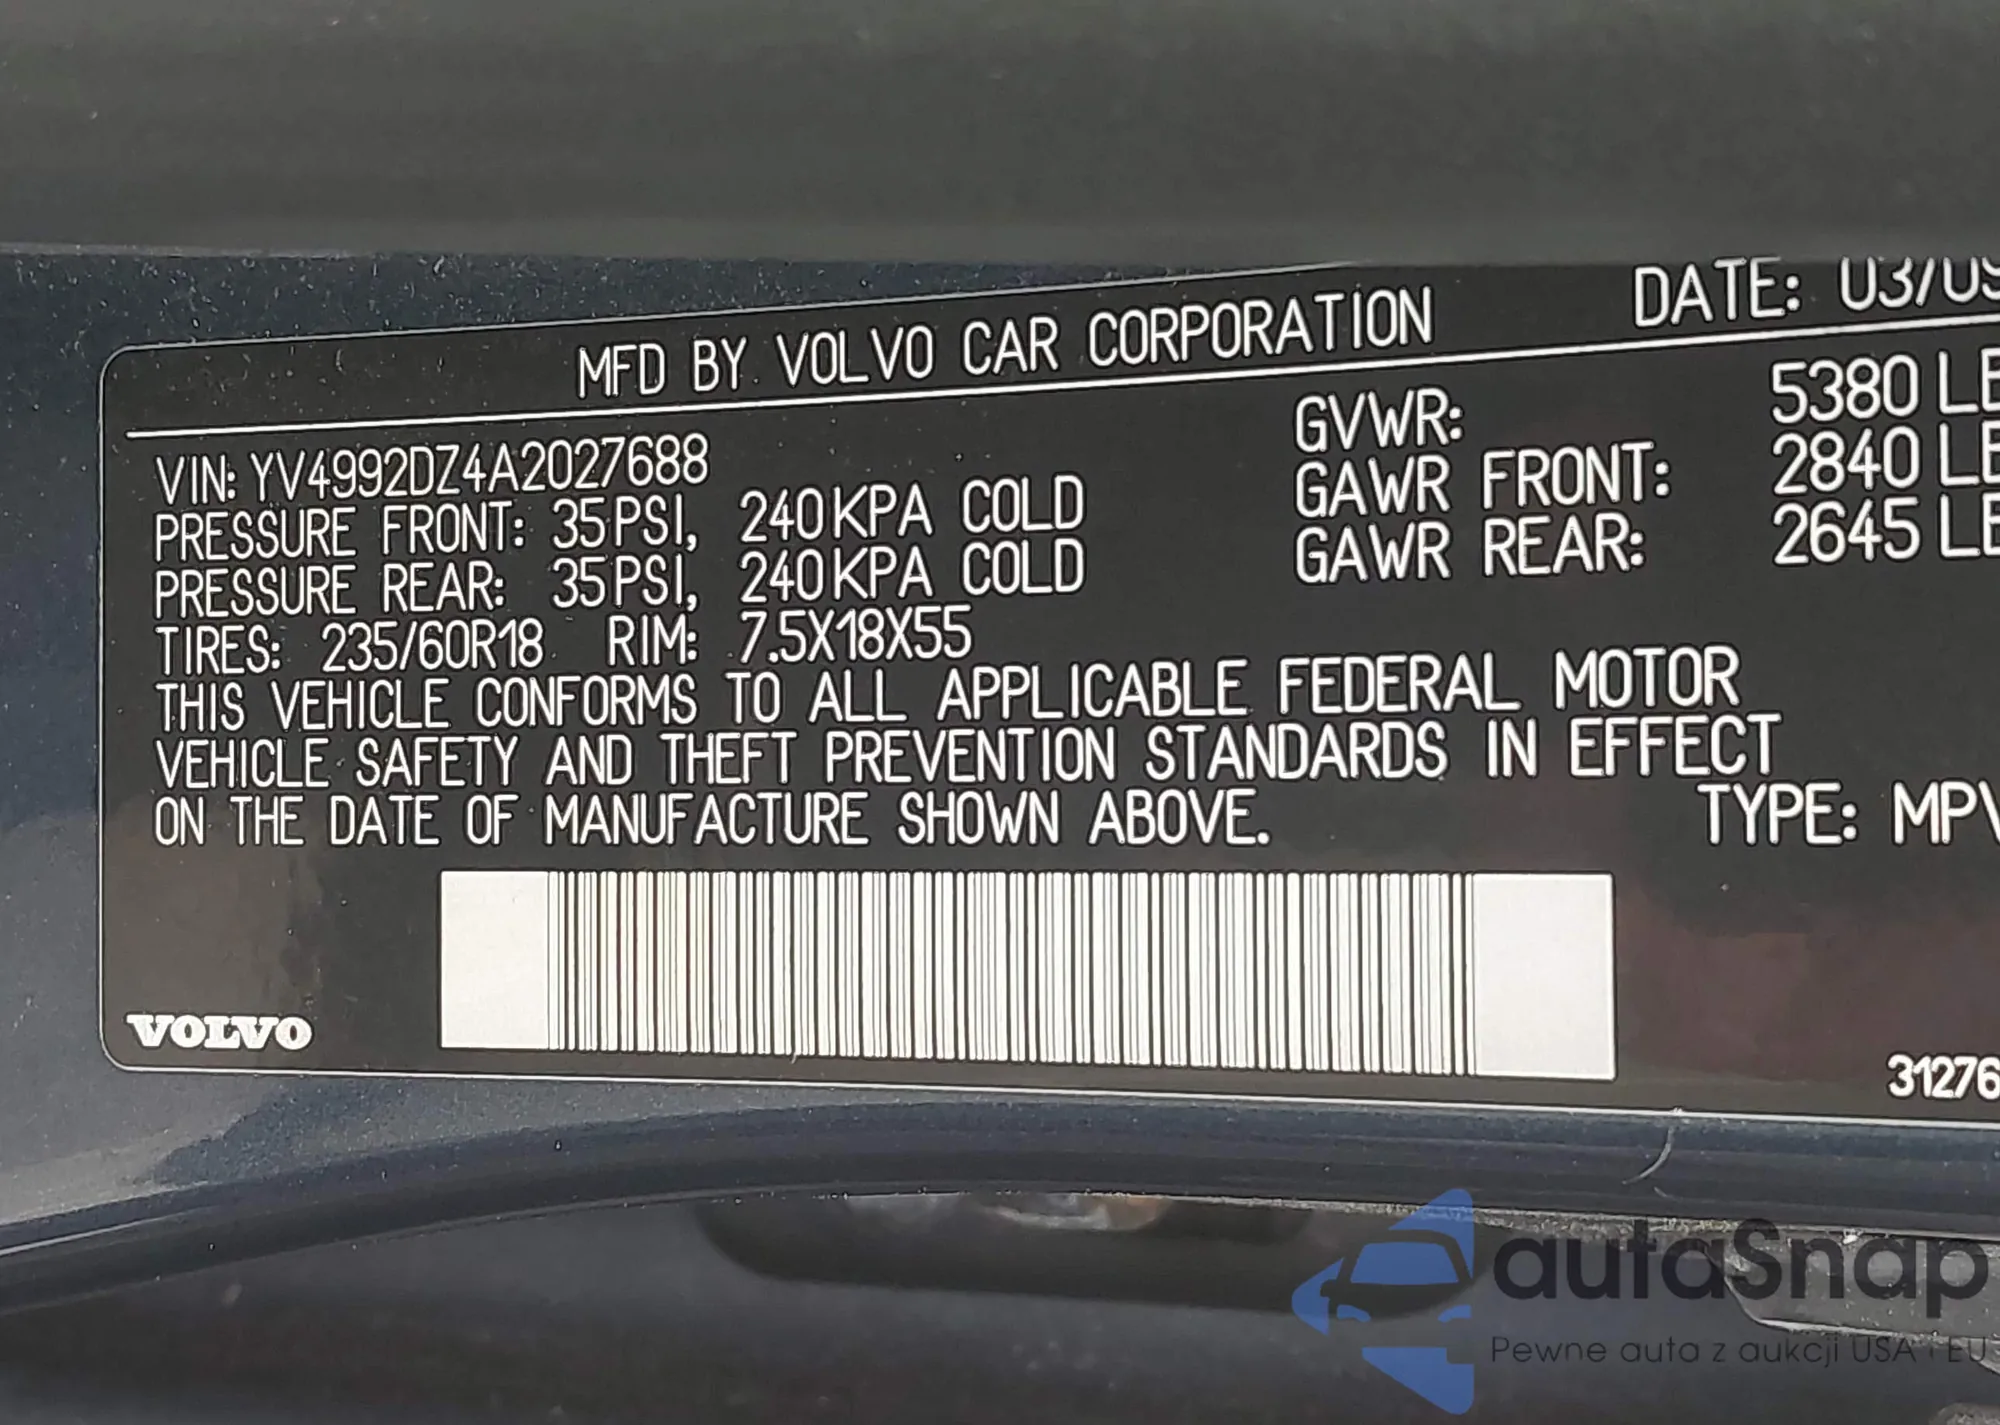 MFD BY VOLVO CAR CORPORATION DATE: 03/09
VIN: YV4992DZ4A2027688 GVWR: 5380 LB
PRESSURE FRONT: 35PSI, 240KPA COLD GAWR FRONT: 2840 LB
PRESSURE REAR: 35PSI, 240KPA COLD GAWR REAR: 2645 LB
TIRES: 235/60R18 RIM: 7.5X18X55
THIS VEHICLE CONFORMS TO ALL APPLICABLE FEDERAL MOTOR
VEHICLE SAFETY AND THEFT PREVENTION STANDARDS IN EFFECT
ON THE DATE OF MANUFACTURE SHOWN ABOVE. TYPE: MPV
VOLVO
31276
autaSnap
Pewne auta z aukcji USA i EU